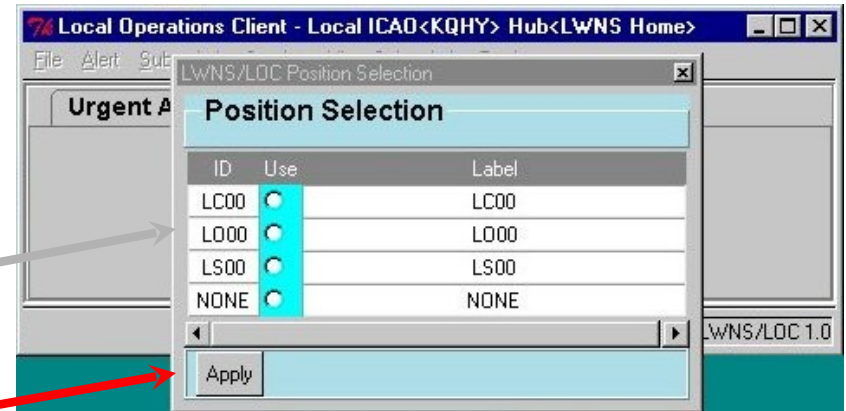 Local Operations Client - Local ICAO<KQHY> Hub<LWNS Home>
File Alert
LWNS/LOC Position Selection
Urgent A
Position Selection
ID Use Label
LC00 LC00
LO00 LO00
LS00 LS00
NONE NONE
LWNS/LOC 1.0
Apply